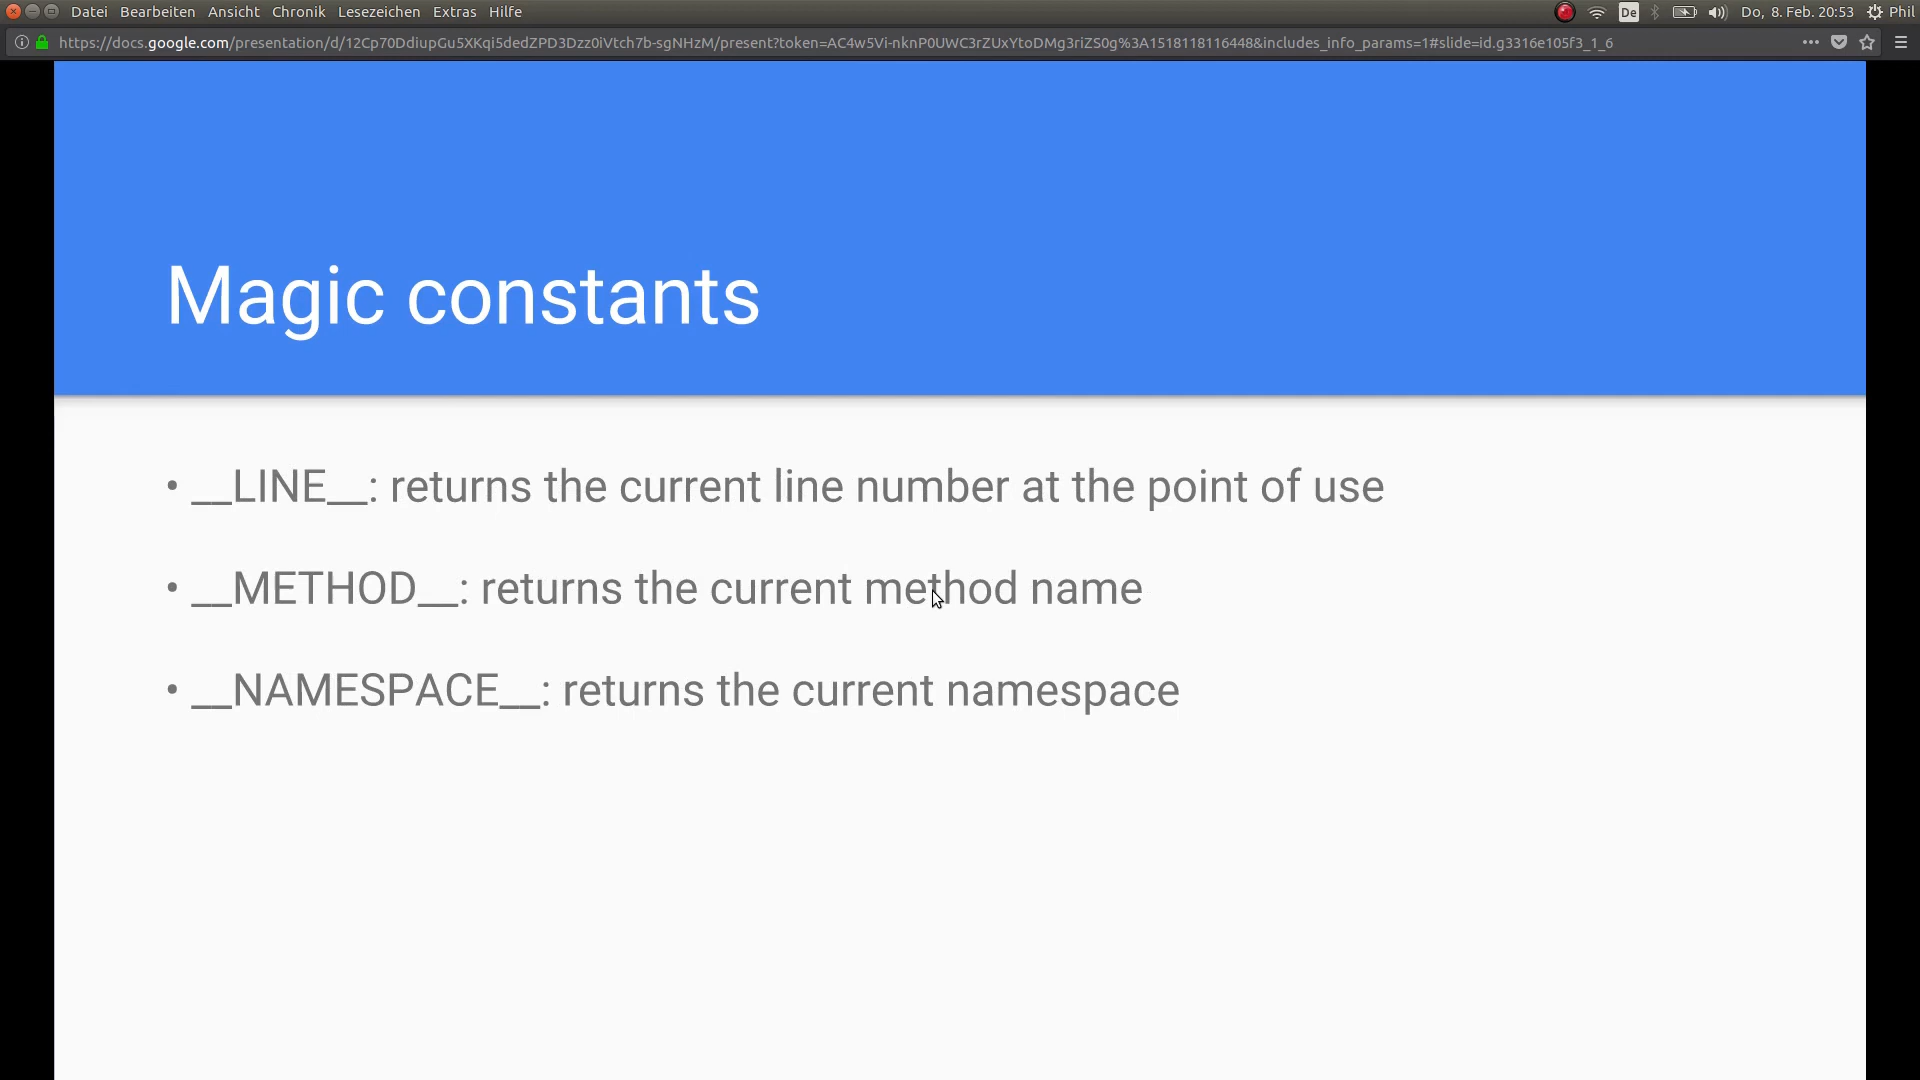 Datei Bearbeiten Ansicht Chronik Lesezeichen Extras Hilfe De Do, 8. Feb. 20:53 Phil
https://docs.google.com/presentation/d/12Cp70DdiupGu5XKqi5dedZPD3Dzz0iVtch7b-sgNHzM/present?token=AC4w5Vi-nknP0UWC3rZUxYtoDMg3riZS0g%3A1518118116448&includes_info_params=1#slide=id.g3316e105f3_1_6
Magic constants
• __LINE__: returns the current line number at the point of use
• __METHOD__: returns the current method name
• __NAMESPACE__: returns the current namespace